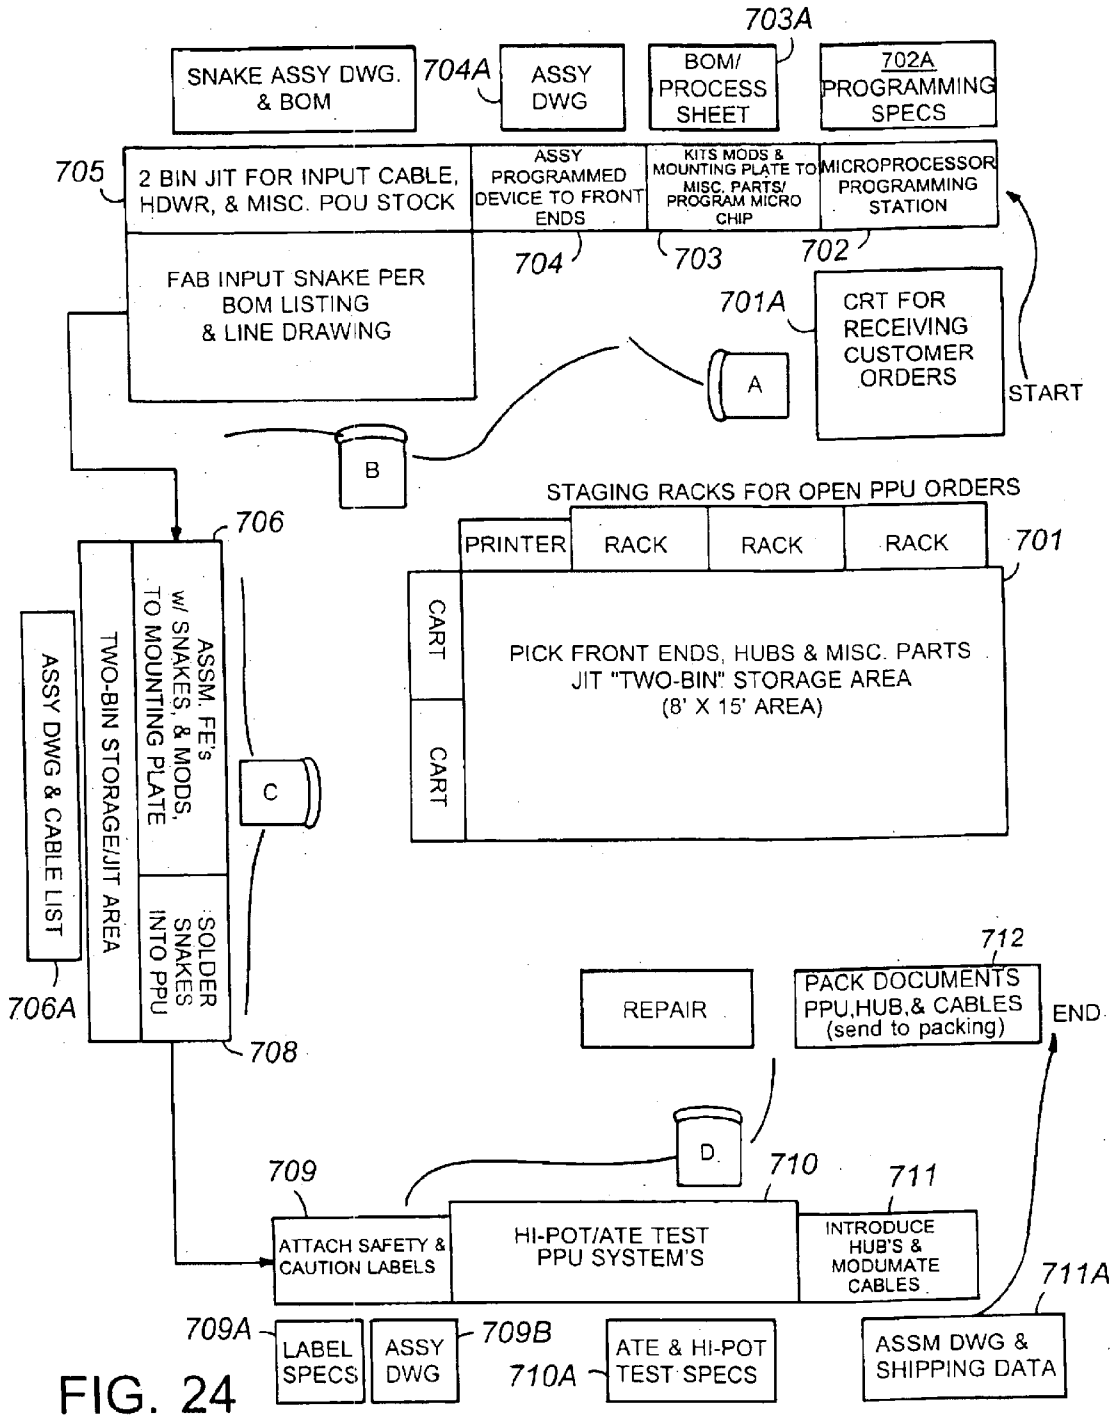 703A
SNAKE ASSY DWG.
& BOM
704A
ASSY
DWG
BOM/
PROCESS
SHEET
702A
PROGRAMMING
SPECS
705
2 BIN JIT FOR INPUT CABLE,
HDWR, & MISC. POU STOCK
ASSY
PROGRAMMED
DEVICE TO FRONT
ENDS
KITS MODS &
MOUNTING PLATE TO
MISC. PARTS/
PROGRAM MICRO
CHIP
MICROPROCESSOR
PROGRAMMING
STATION
704
703
702
FAB INPUT SNAKE PER
BOM LISTING
& LINE DRAWING
701A
CRT FOR
RECEIVING
CUSTOMER
ORDERS
START
A
B
STAGING RACKS FOR OPEN PPU ORDERS
706
PRINTER
RACK
RACK
RACK
701
CART
CART
PICK FRONT ENDS, HUBS & MISC. PARTS
JIT "TWO-BIN" STORAGE AREA
(8' X 15' AREA)
ASSM. FE's
w/ SNAKES, & MODS,
TO MOUNTING PLATE
TWO-BIN STORAGE/JIT AREA
ASSY DWG & CABLE LIST
C
SOLDER
SNAKES
INTO PPU
706A
708
REPAIR
712
PACK DOCUMENTS
PPU,HUB,& CABLES
(send to packing)
END
D
709
710
711
ATTACH SAFETY &
CAUTION LABELS
HI-POT/ATE TEST
PPU SYSTEM'S
INTRODUCE
HUB'S &
MODUMATE
CABLES
711A
709A
LABEL
SPECS
ASSY
DWG
709B
710A
ATE & HI-POT
TEST SPECS
ASSM DWG &
SHIPPING DATA
FIG. 24